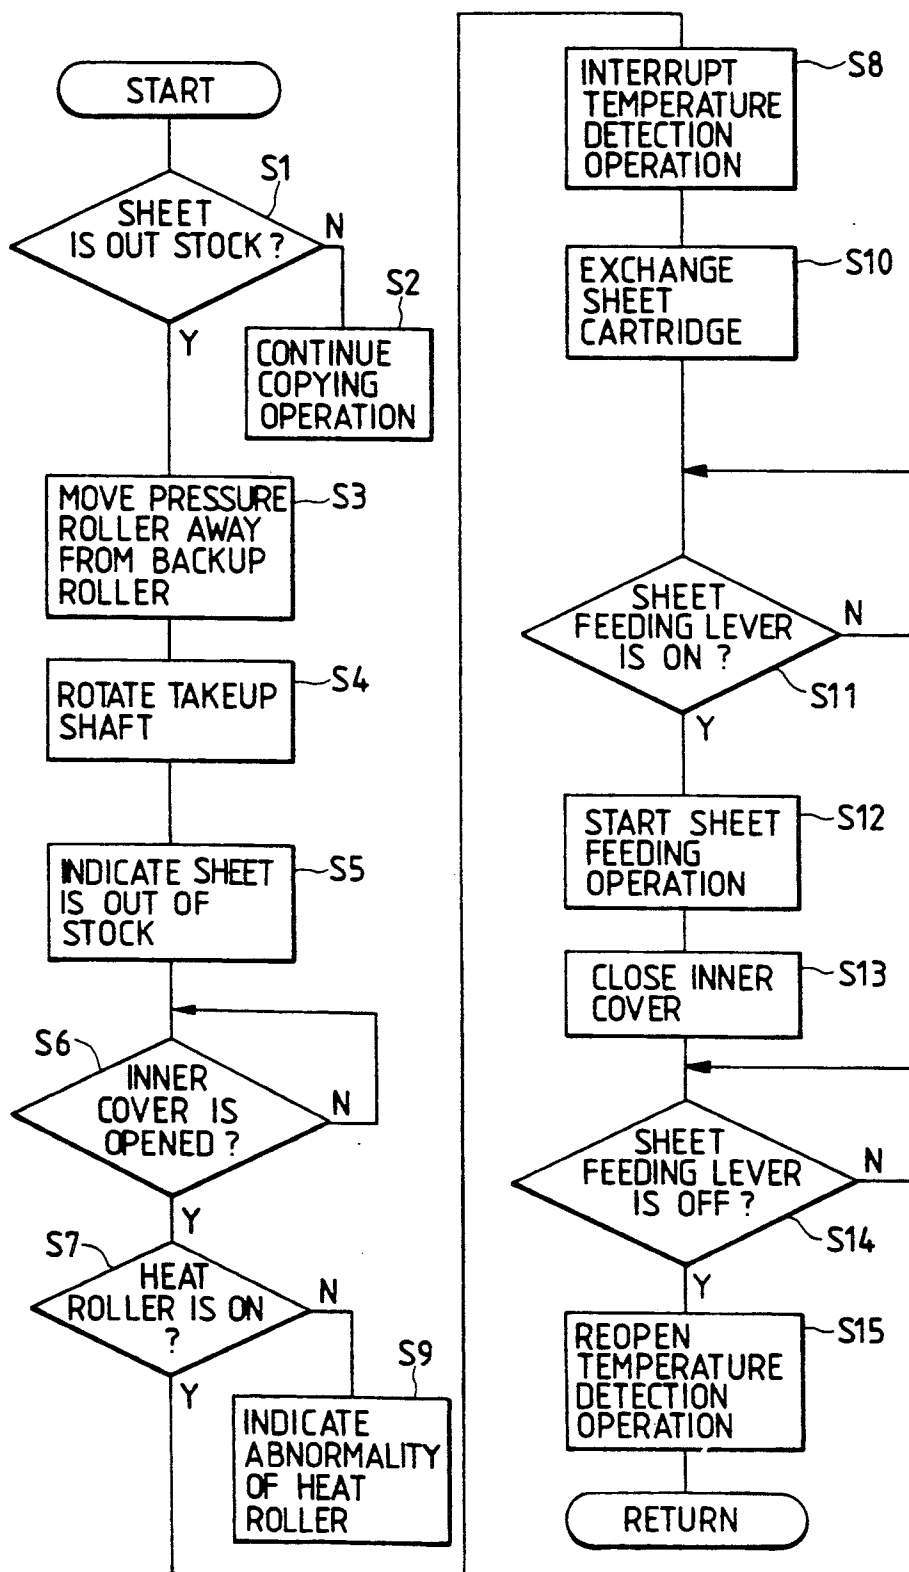 START
S1
SHEET
IS OUT STOCK ?
N
Y
S2
CONTINUE
COPYING
OPERATION
S3
MOVE PRESSURE
ROLLER AWAY
FROM BACKUP
ROLLER
S4
ROTATE TAKEUP
SHAFT
S5
INDICATE SHEET
IS OUT OF
STOCK
S6
INNER
COVER IS
OPENED ?
N
Y
S7
HEAT
ROLLER IS ON
?
N
Y
S9
INDICATE
ABNORMALITY
OF HEAT
ROLLER
S8
INTERRUPT
TEMPERATURE
DETECTION
OPERATION
S10
EXCHANGE
SHEET
CARTRIDGE
SHEET
FEEDING LEVER
IS ON ?
N
S11
Y
S12
START SHEET
FEEDING
OPERATION
S13
CLOSE INNER
COVER
SHEET
FEEDING LEVER
IS OFF ?
N
S14
Y
S15
REOPEN
TEMPERATURE
DETECTION
OPERATION
RETURN